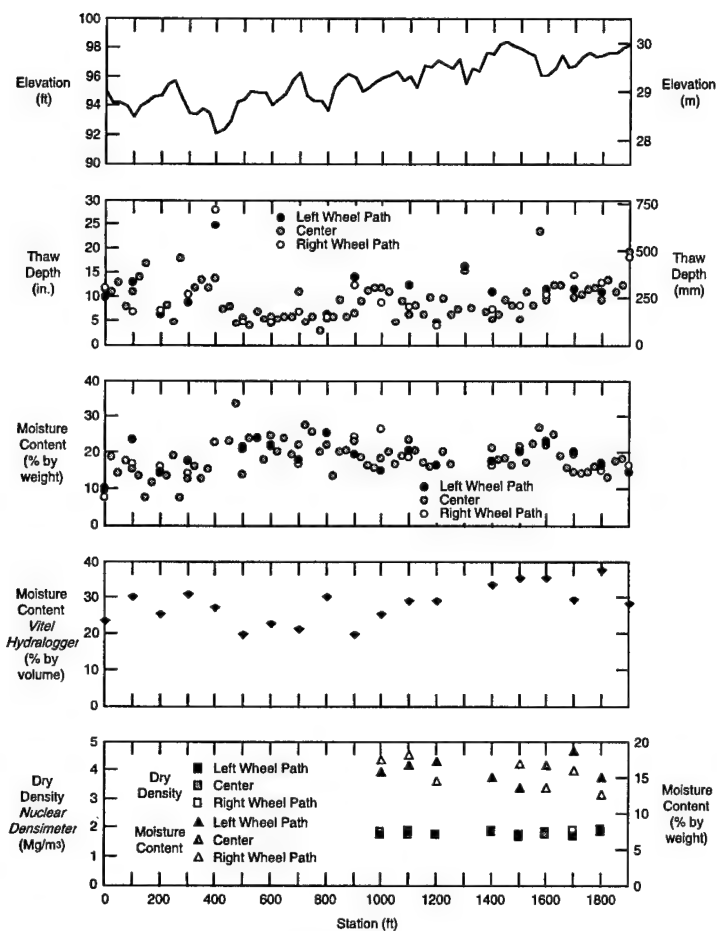 100
98
96
94
92
90
Elevation
(ft)
30
29
28
Elevation
(m)
30
25
20
15
10
5
0
Thaw
Depth
(in.)
Left Wheel Path
Center
Right Wheel Path
750
500
250
0
Thaw
Depth
(mm)
40
30
20
10
0
Moisture
Content
(% by
weight)
Left Wheel Path
Center
Right Wheel Path
40
30
20
10
0
Moisture
Content
Vitel
Hydralogger
(% by
volume)
5
4
3
2
1
0
Dry
Density
Nuclear
Densimeter
(Mg/m³)
Dry
Density
Left Wheel Path
Center
Right Wheel Path
Moisture
Content
Left Wheel Path
Center
Right Wheel Path
20
15
10
5
0
Moisture
Content
(% by
weight)
0 200 400 600 800 1000 1200 1400 1600 1800
Station (ft)